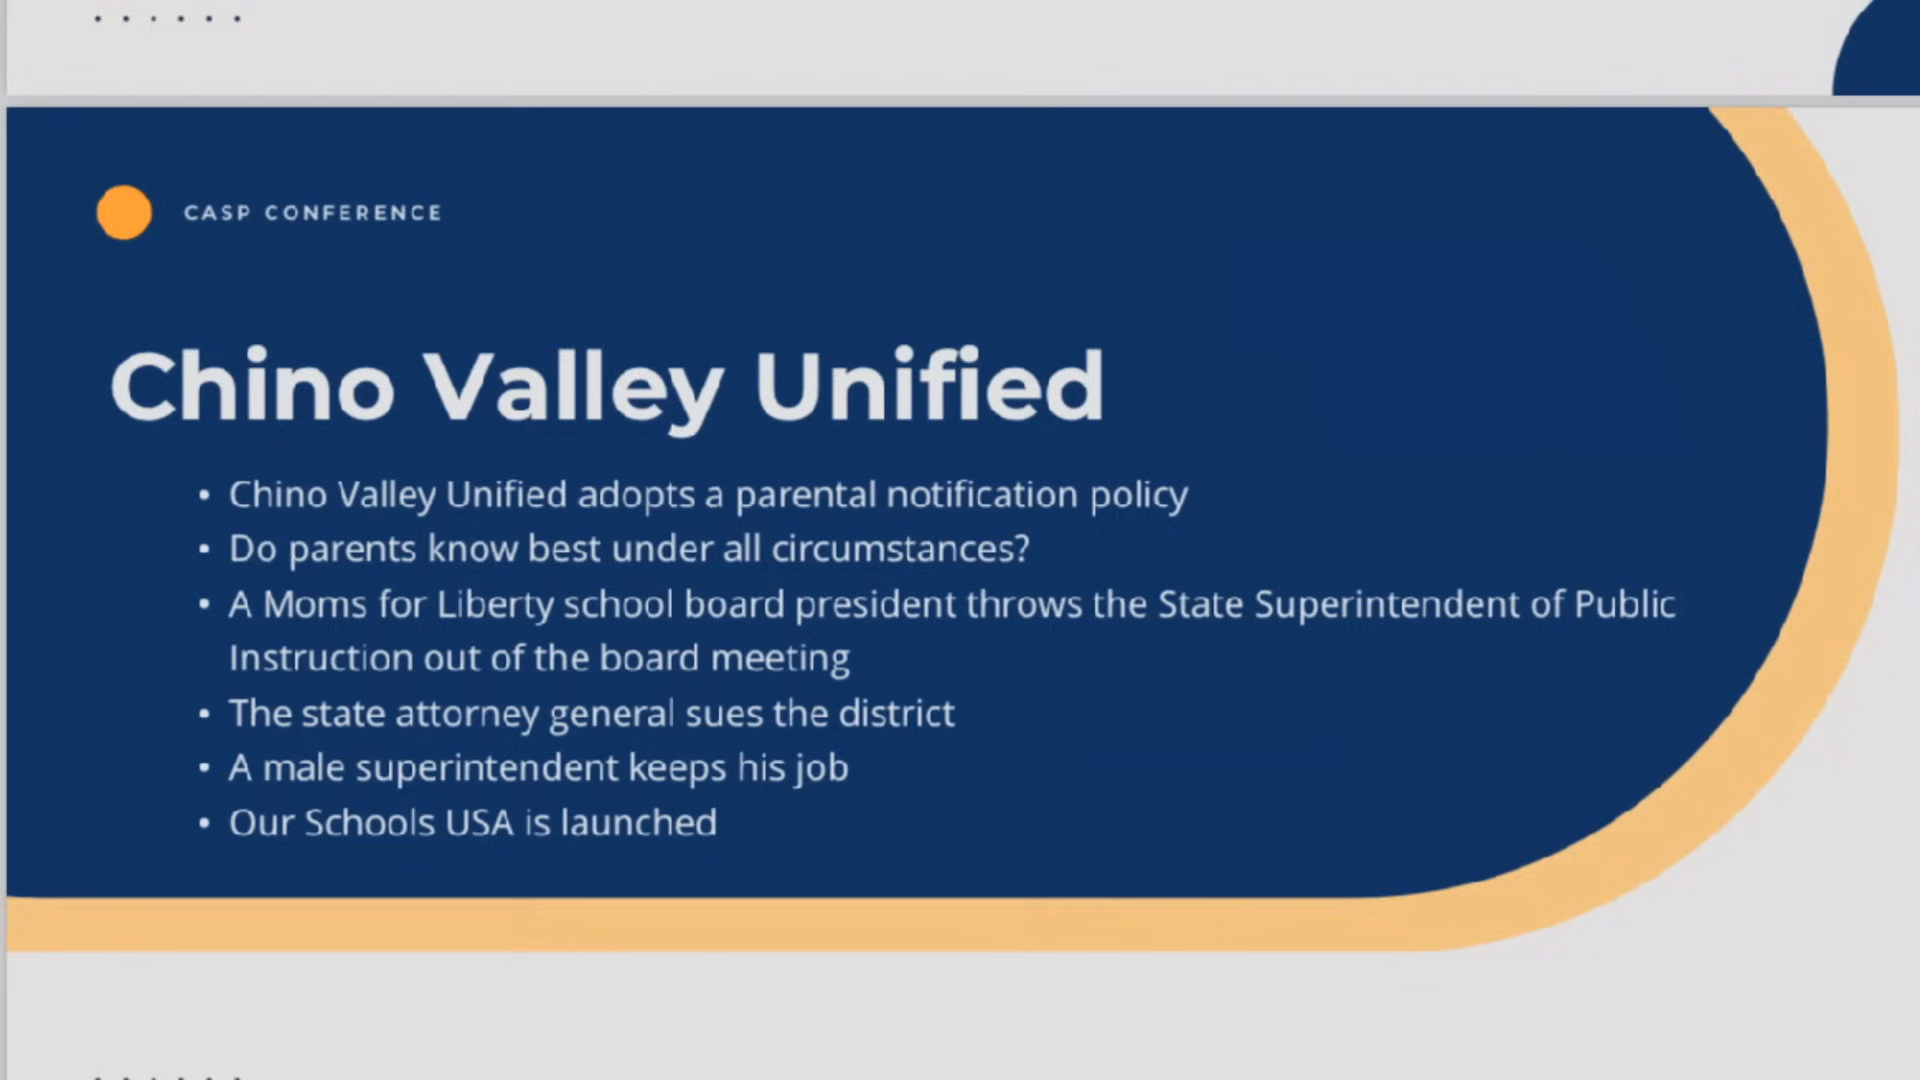 CASP CONFERENCE
Chino Valley Unified
• Chino Valley Unified adopts a parental notification policy
• Do parents know best under all circumstances?
• A Moms for Liberty school board president throws the State Superintendent of Public
Instruction out of the board meeting
• The state attorney general sues the district
• A male superintendent keeps his job
• Our Schools USA is launched